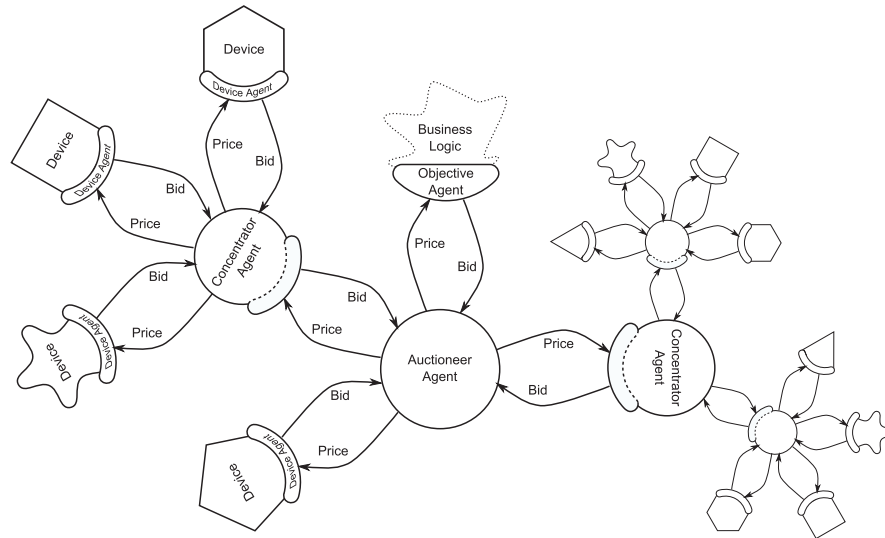 Device
Device Agent
Price
Bid
Device
Device Agent
Bid
Price
Business
Logic
Objective
Agent
Price
Bid
Concentrator
Agent
Bid
Price
Device
Device Agent
Bid
Price
Auctioneer
Agent
Price
Bid
Concentrator
Agent
Device
Device Agent
Bid
Price